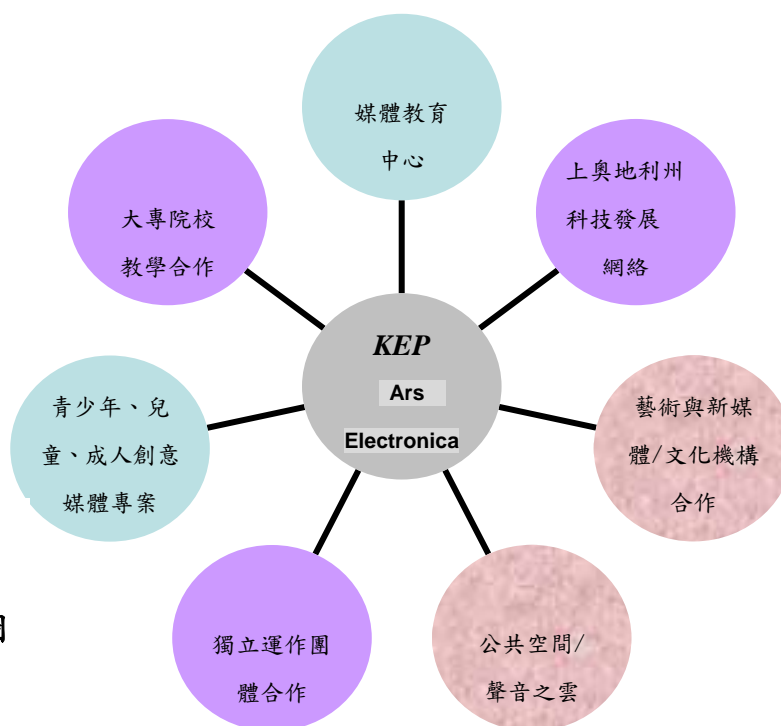 媒體教育
中心
上奧地利州
科技發展
網絡
大專院校
教學合作
KEP
Ars
Electronica
青少年、兒
童、成人創意
媒體專案
藝術與新媒
體/文化機構
合作
獨立運作團
體合作
公共空間/
聲音之雲